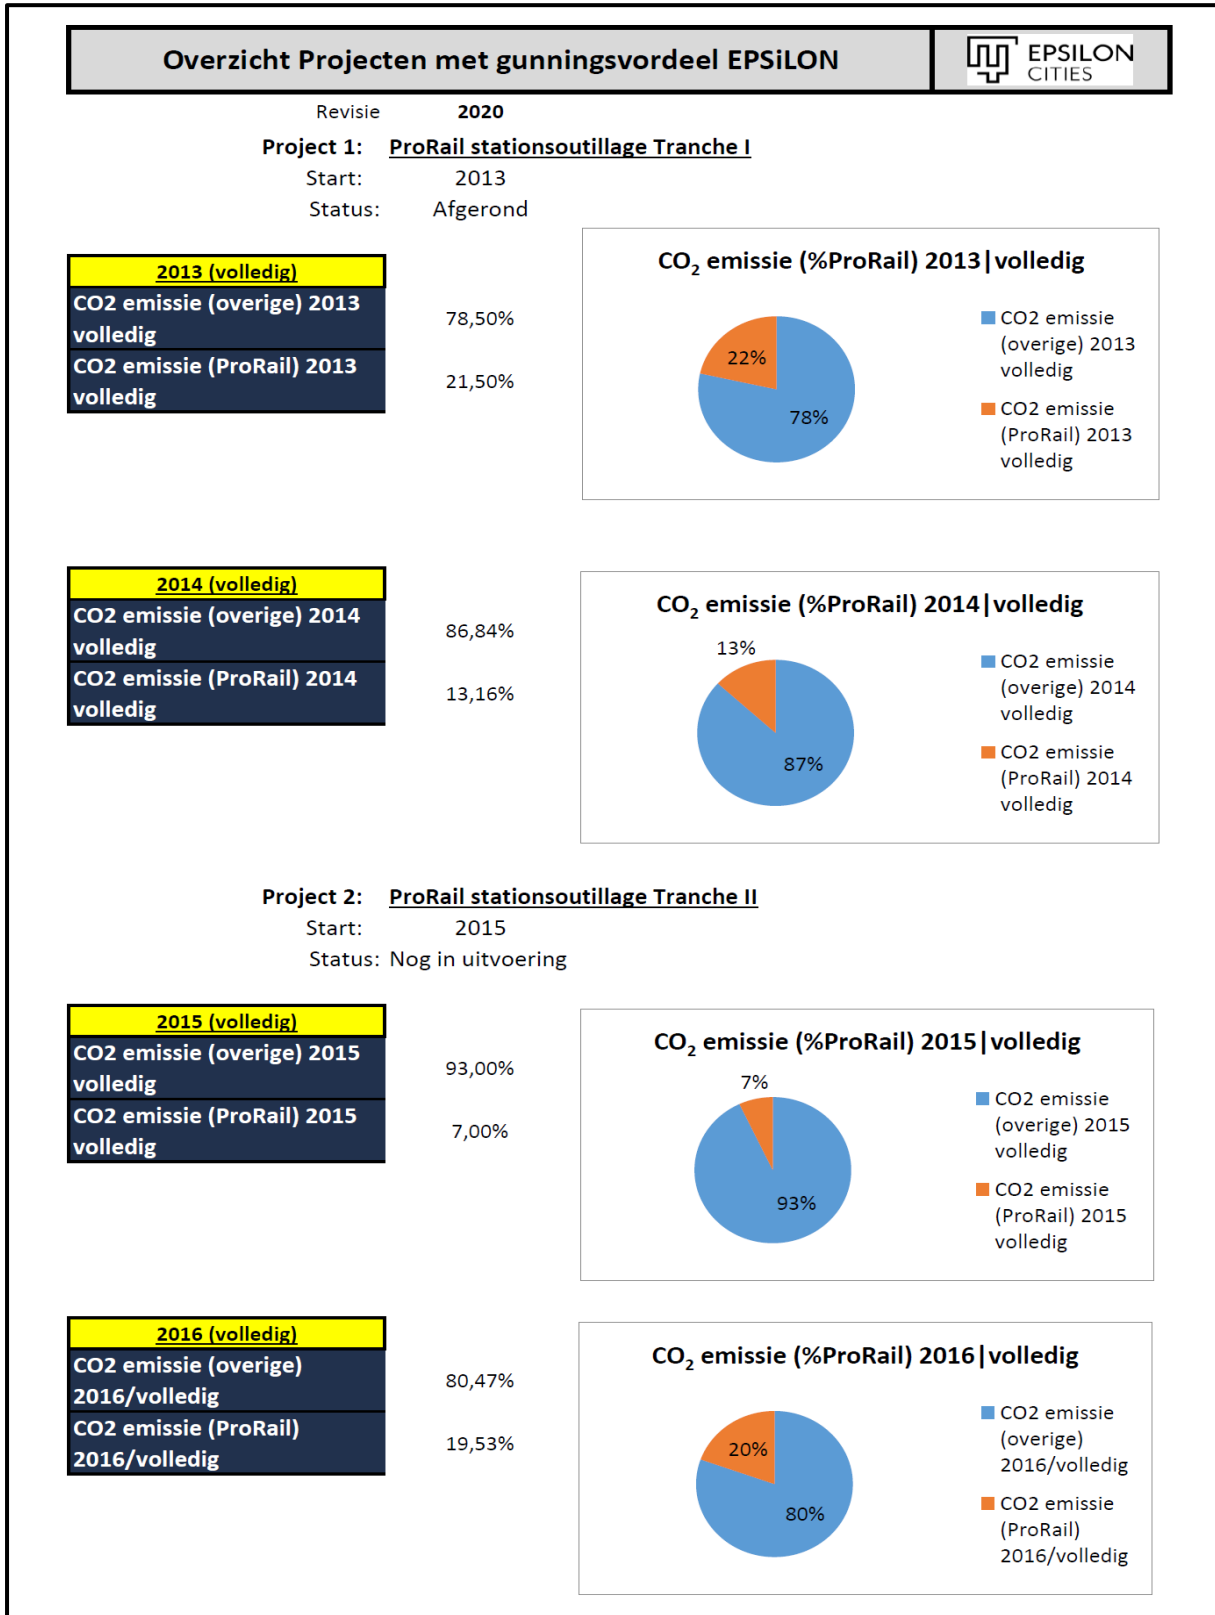 Overzicht Projecten met gunningsvordeel EPSiLON
EPSILON
CITIES
Revisie 2020
Project 1: ProRail stationsoutillage Tranche I
Start: 2013
Status: Afgerond
2013 (volledig)
CO2 emissie (overige) 2013
volledig
78,50%
CO2 emissie (ProRail) 2013
volledig
21,50%
CO₂ emissie (%ProRail) 2013|volledig
22%
78%
CO2 emissie
(overige) 2013
volledig
CO2 emissie
(ProRail) 2013
volledig
2014 (volledig)
CO2 emissie (overige) 2014
volledig
86,84%
CO2 emissie (ProRail) 2014
volledig
13,16%
CO₂ emissie (%ProRail) 2014|volledig
13%
87%
CO2 emissie
(overige) 2014
volledig
CO2 emissie
(ProRail) 2014
volledig
Project 2: ProRail stationsoutillage Tranche II
Start: 2015
Status: Nog in uitvoering
2015 (volledig)
CO2 emissie (overige) 2015
volledig
93,00%
CO2 emissie (ProRail) 2015
volledig
7,00%
CO₂ emissie (%ProRail) 2015|volledig
7%
93%
CO2 emissie
(overige) 2015
volledig
CO2 emissie
(ProRail) 2015
volledig
2016 (volledig)
CO2 emissie (overige)
2016/volledig
80,47%
CO2 emissie (ProRail)
2016/volledig
19,53%
CO₂ emissie (%ProRail) 2016|volledig
20%
80%
CO2 emissie
(overige)
2016/volledig
CO2 emissie
(ProRail)
2016/volledig